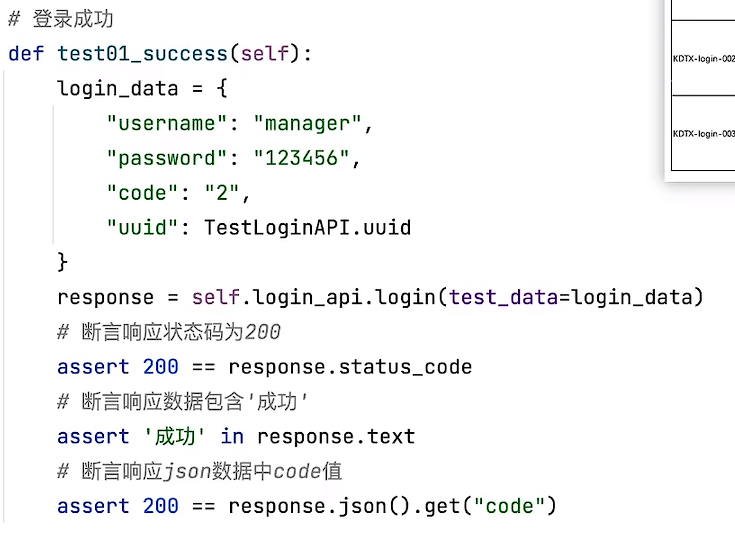 # 登录成功
def test01_success(self):
login_data = {
"username": "manager",
"password": "123456",
"code": "2",
"uuid": TestLoginAPI.uuid
}
response = self.login_api.login(test_data=login_data)
# 断言响应状态码为200
assert 200 == response.status_code
# 断言响应数据包含'成功'
assert '成功' in response.text
# 断言响应json数据中code值
assert 200 == response.json().get("code")
KDTX-login-002
KDTX-login-003